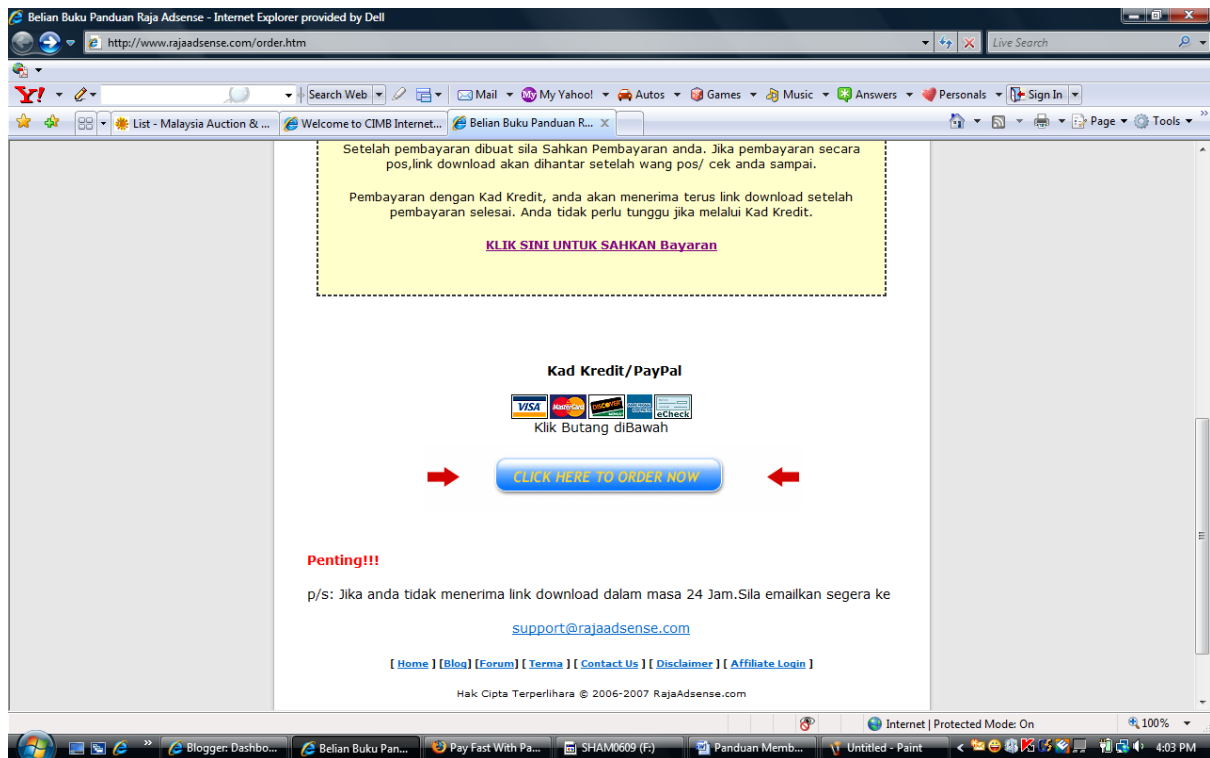 Belian Buku Panduan Raja Adsense - Internet Explorer provided by Dell
http://www.rajaadsense.com/order.htm
Live Search
Y! Search Web Mail My Yahoo! Autos Games Music Answers Personals Sign In
List - Malaysia Auction & ... Welcome to CIMB Internet... Belian Buku Panduan R... Page Tools
Setelah pembayaran dibuat sila Sahkan Pembayaran anda. Jika pembayaran secara
pos,link download akan dihantar setelah wang pos/ cek anda sampai.
Pembayaran dengan Kad Kredit, anda akan menerima terus link download setelah
pembayaran selesai. Anda tidak perlu tunggu jika melalui Kad Kredit.
KLIK SINI UNTUK SAHKAN Bayaran
Kad Kredit/PayPal
VISA MasterCard DISCOVER eCheck
Klik Butang diBawah
CLICK HERE TO ORDER NOW
Penting!!!
p/s: Jika anda tidak menerima link download dalam masa 24 Jam.Sila emailkan segera ke
support@rajaadsense.com
[ Home ] [Blog] [Forum] [ Terma ] [ Contact Us ] [ Disclaimer ] [ Affiliate Login ]
Hak Cipta Terperlihara © 2006-2007 RajaAdsense.com
Internet | Protected Mode: On 100%
Blogger: Dashbo... Belian Buku Pan... Pay Fast With Pa... SHAM0609 (F:) Panduan Memb... Untitled - Paint 4:03 PM